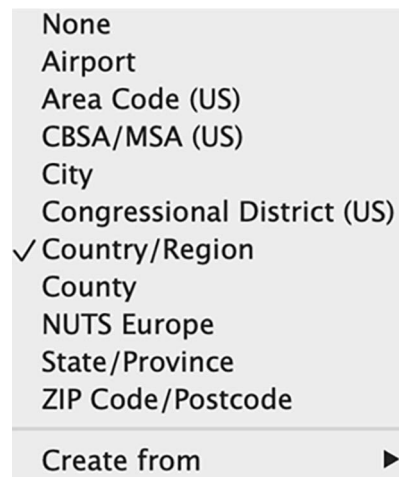 None
Airport
Area Code (US)
CBSA/MSA (US)
City
Congressional District (US)
✓ Country/Region
County
NUTS Europe
State/Province
ZIP Code/Postcode
Create from